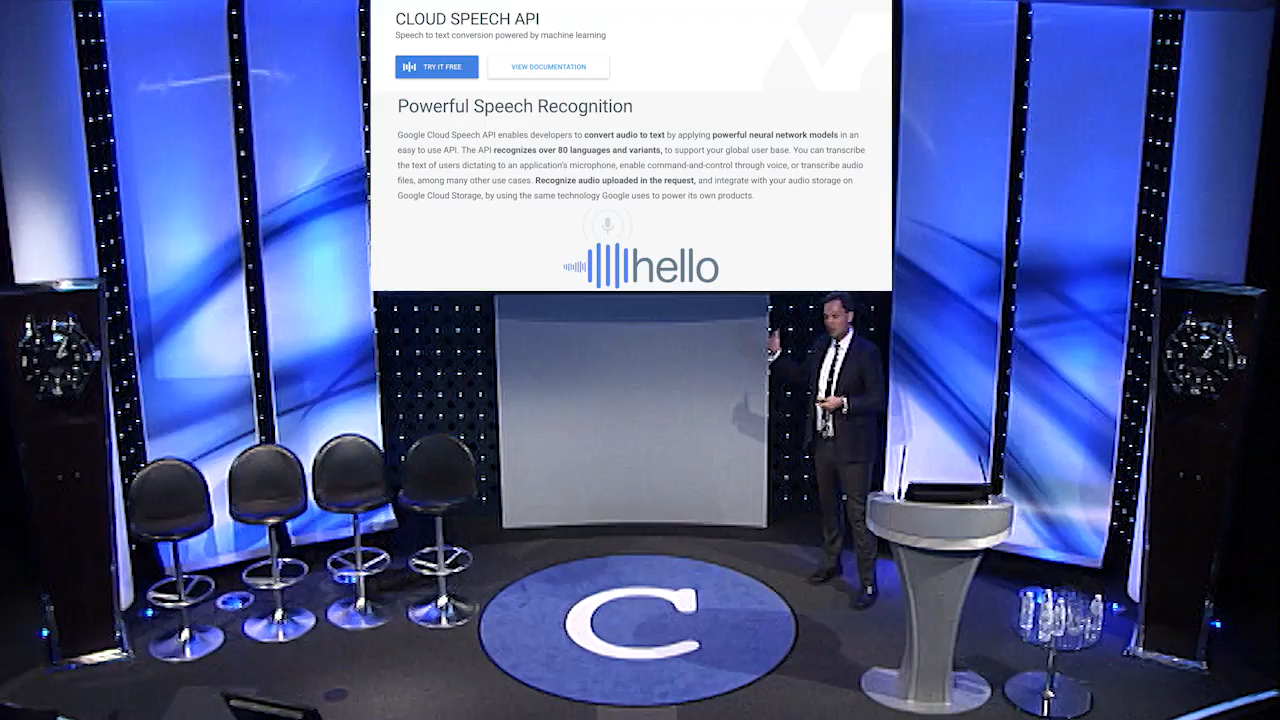 CLOUD SPEECH API
Speech to text conversion powered by machine learning
TRY IT FREE
VIEW DOCUMENTATION
Powerful Speech Recognition
Google Cloud Speech API enables developers to convert audio to text by applying powerful neural network models in an
easy to use API. The API recognizes over 80 languages and variants, to support your global user base. You can transcribe
the text of users dictating to an application's microphone, enable command-and-control through voice, or transcribe audio
files, among many other use cases. Recognize audio uploaded in the request, and integrate with your audio storage on
Google Cloud Storage, by using the same technology Google uses to power its own products.
hello
C